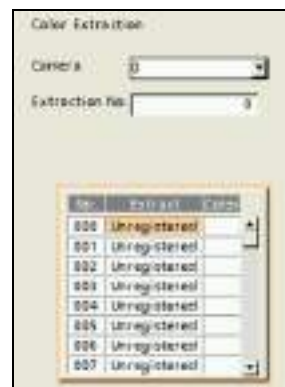 Color Extraction
Camera 0
Extraction No. 0
No. Extract Color
000 Unregistered
001 Unregistered
002 Unregistered
003 Unregistered
004 Unregistered
005 Unregistered
006 Unregistered
007 Unregistered